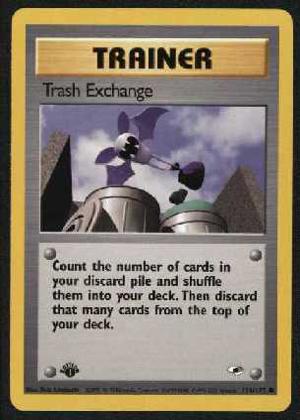 TRAINER
Trash Exchange
Count the number of cards in
your discard pile and shuffle
them into your deck. Then discard
that many cards from the top of
your deck.